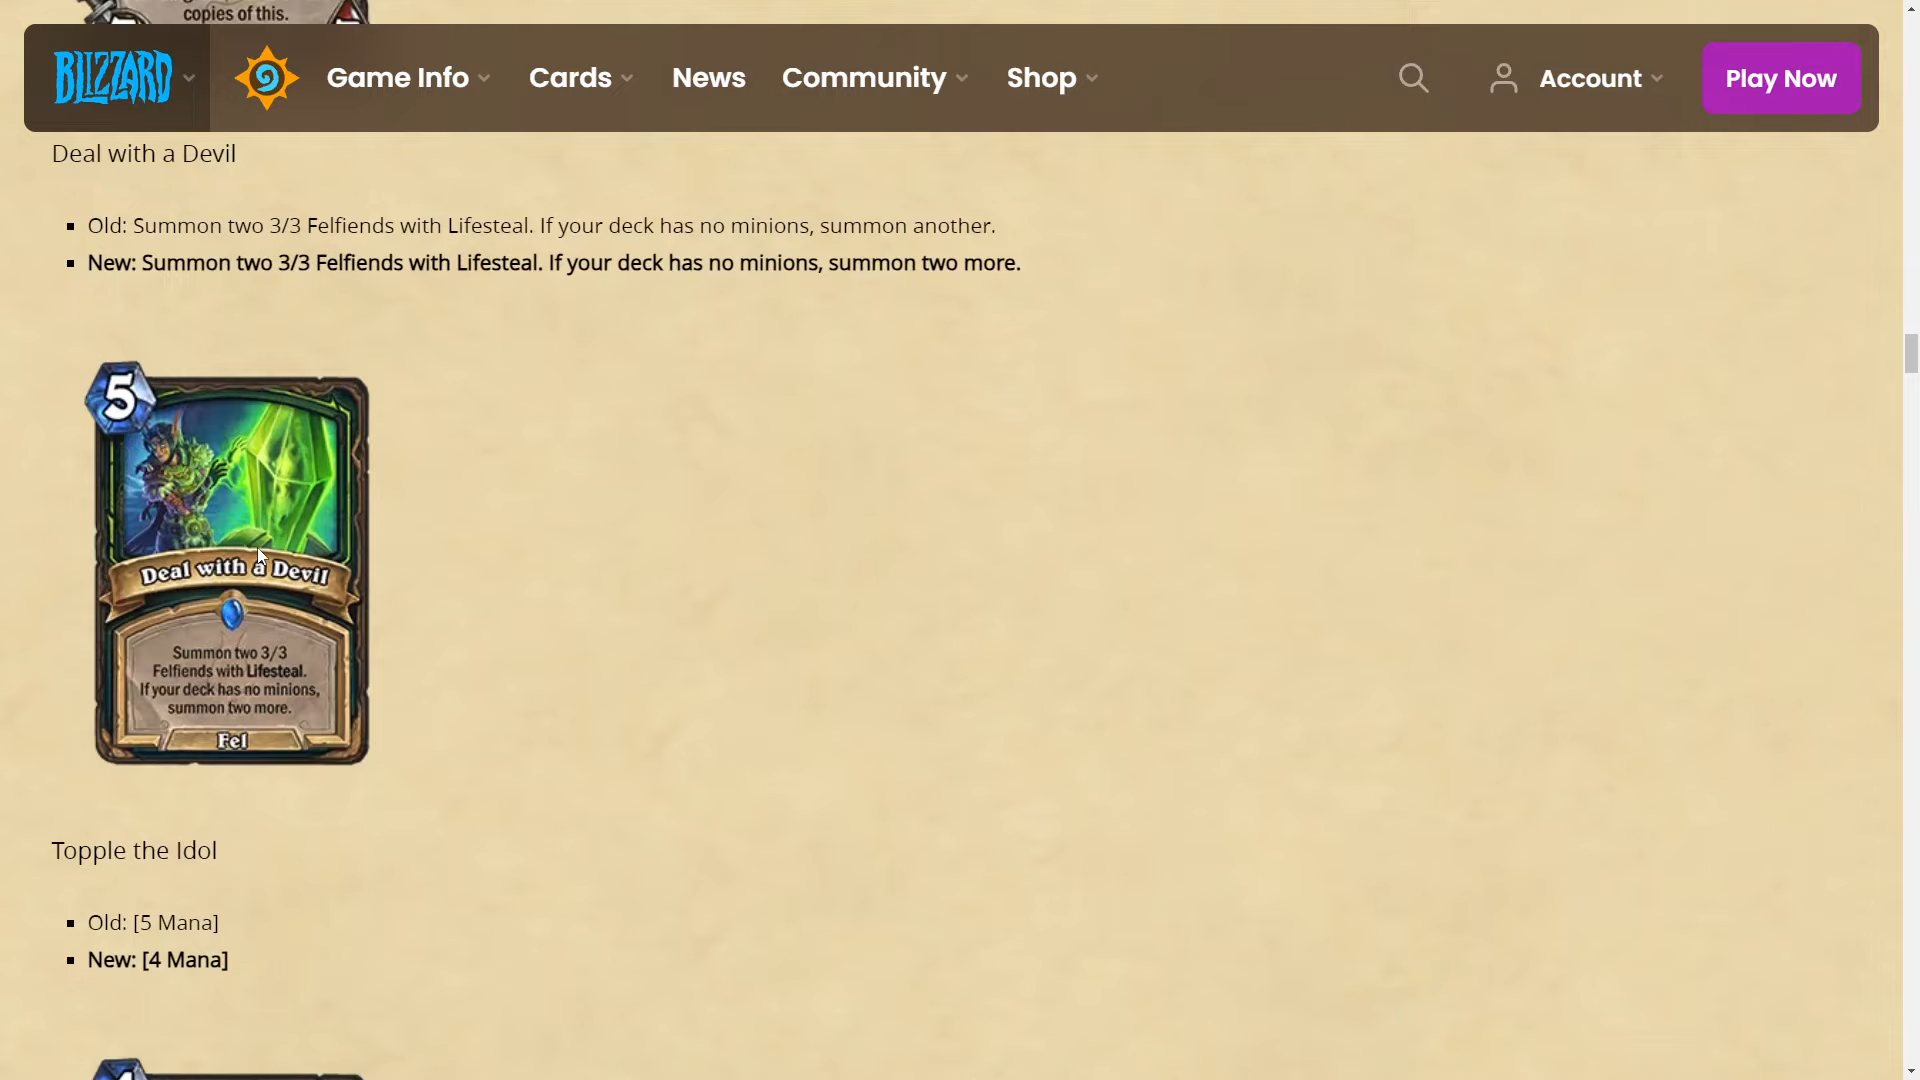 copies of this.
BLIZZARD
Game Info
Cards
News
Community
Shop
Account
Play Now
Deal with a Devil
Old: Summon two 3/3 Felfiends with Lifesteal. If your deck has no minions, summon another.
New: Summon two 3/3 Felfiends with Lifesteal. If your deck has no minions, summon two more.
5
Deal with a Devil
Summon two 3/3
Felfiends with Lifesteal.
If your deck has no minions,
summon two more.
Fel
Topple the Idol
Old: [5 Mana]
New: [4 Mana]